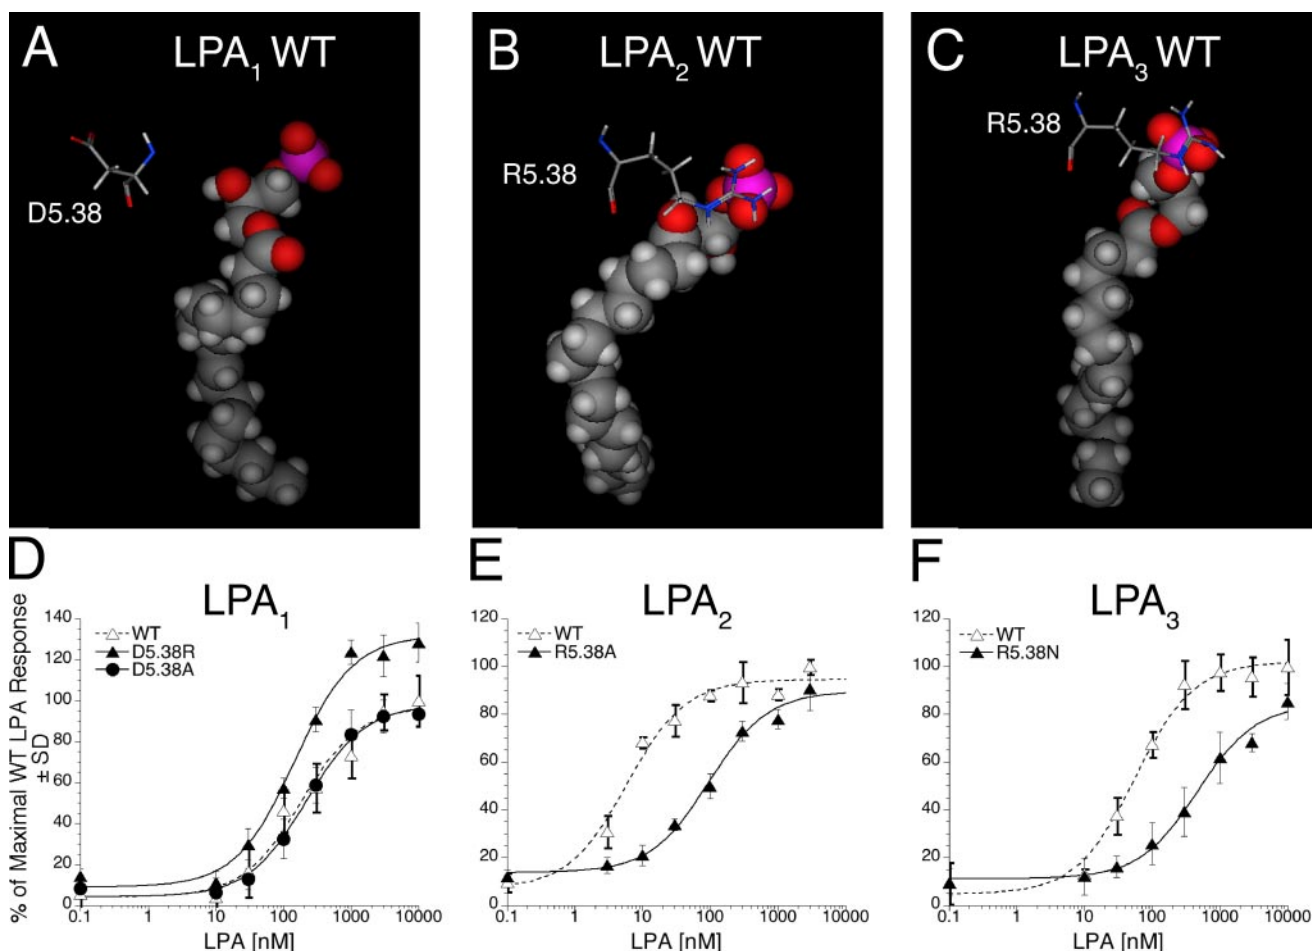 A LPA1 WT
D5.38
B LPA2 WT
R5.38
C LPA3 WT
R5.38
D LPA1
% of Maximal WT LPA Response
± SD
140
120
100
80
60
40
20
0
WT
D5.38R
D5.38A
0.1 1 10 100 1000 10000
LPA [nM]
E LPA2
120
100
80
60
40
20
0
WT
R5.38A
0.1 1 10 100 1000 10000
LPA [nM]
F LPA3
120
100
80
60
40
20
0
WT
R5.38N
0.1 1 10 100 1000 10000
LPA [nM]